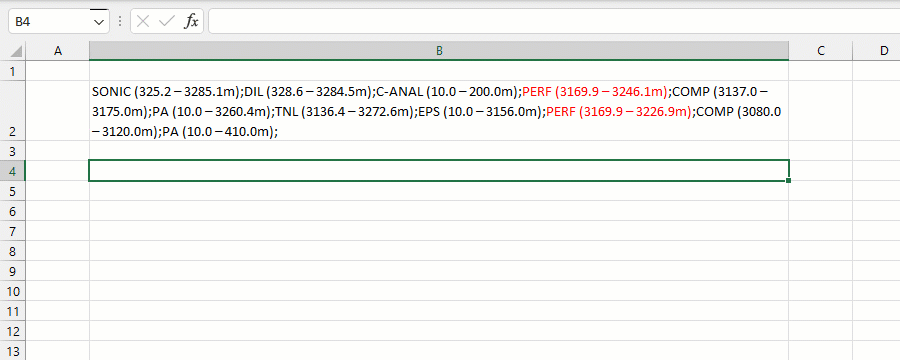 B4 fx
A B C D
1
SONIC (325.2 – 3285.1m);DIL (328.6 – 3284.5m);C-ANAL (10.0 – 200.0m);PERF (3169.9 – 3246.1m);COMP (3137.0 –
3175.0m);PA (10.0 – 3260.4m);TNL (3136.4 – 3272.6m);EPS (10.0 – 3156.0m);PERF (3169.9 – 3226.9m);COMP (3080.0
2 – 3120.0m);PA (10.0 – 410.0m);
3
4
5
6
7
8
9
10
11
12
13